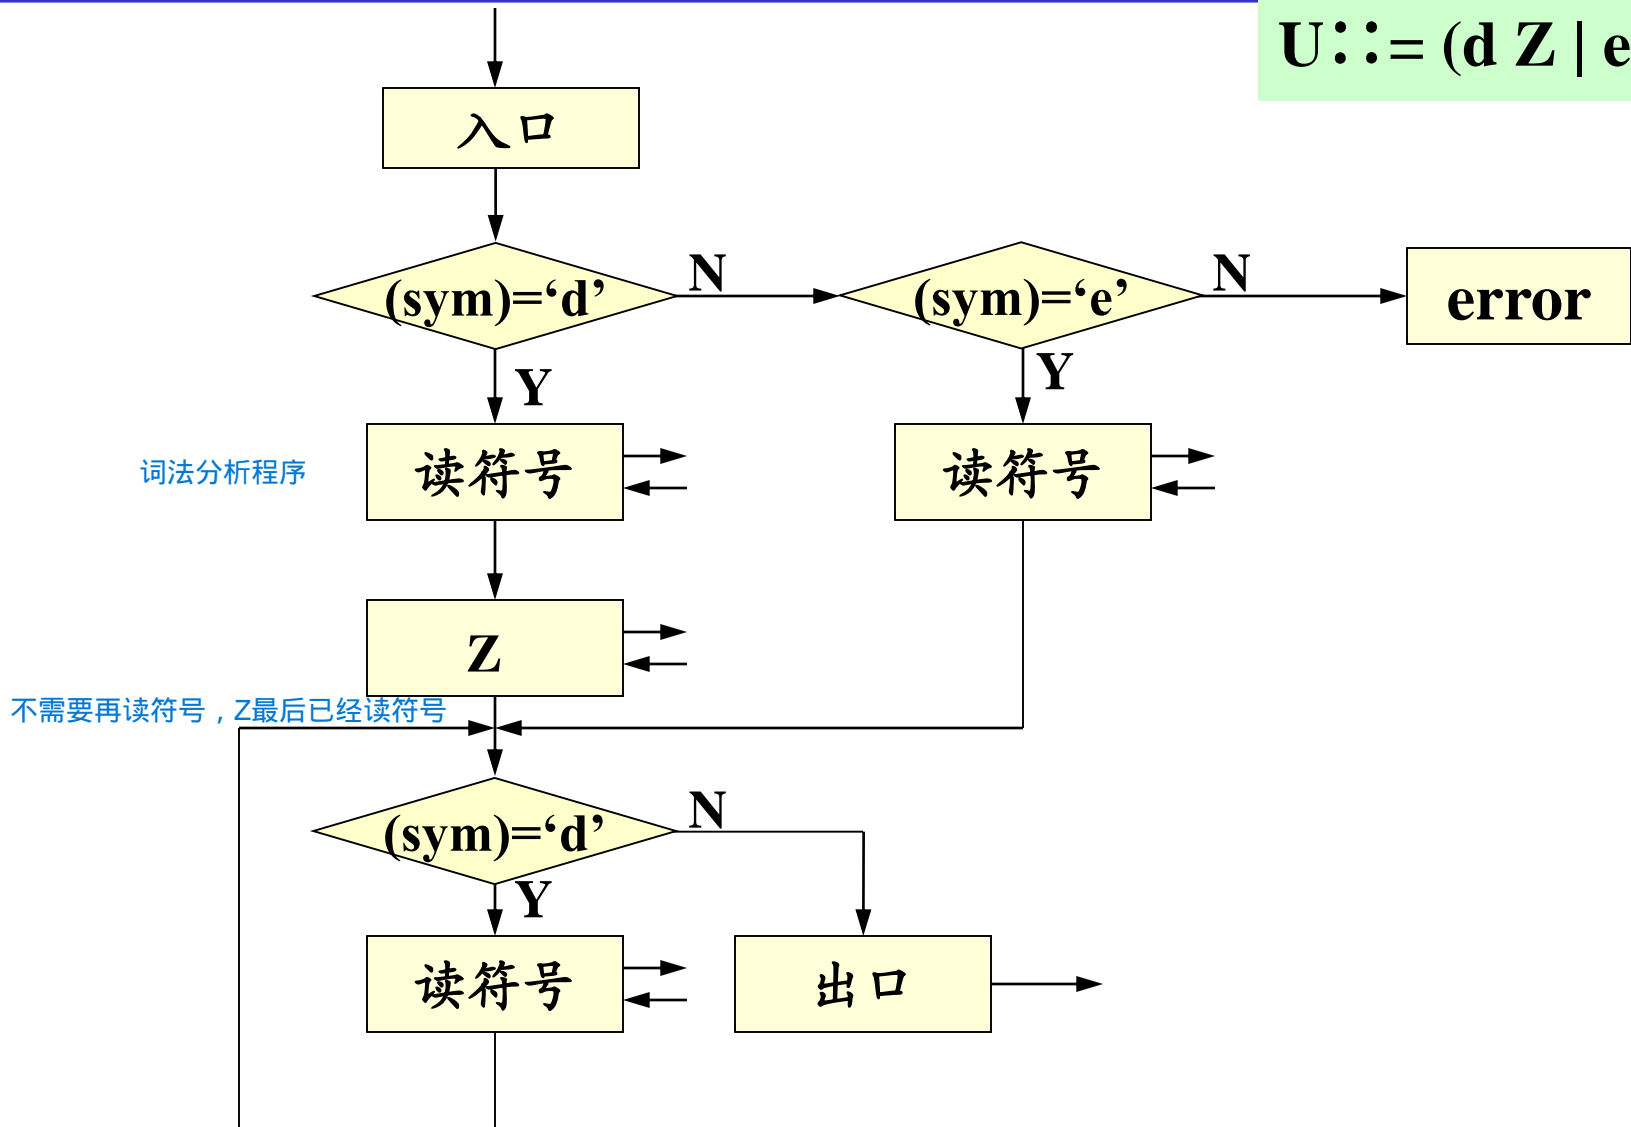 U::= (d Z | e
入口
(sym)=‘d’
N
(sym)=‘e’
N
error
Y
Y
词法分析程序
读符号
读符号
Z
不需要再读符号，Z最后已经读符号
(sym)=‘d’
N
Y
读符号
出口